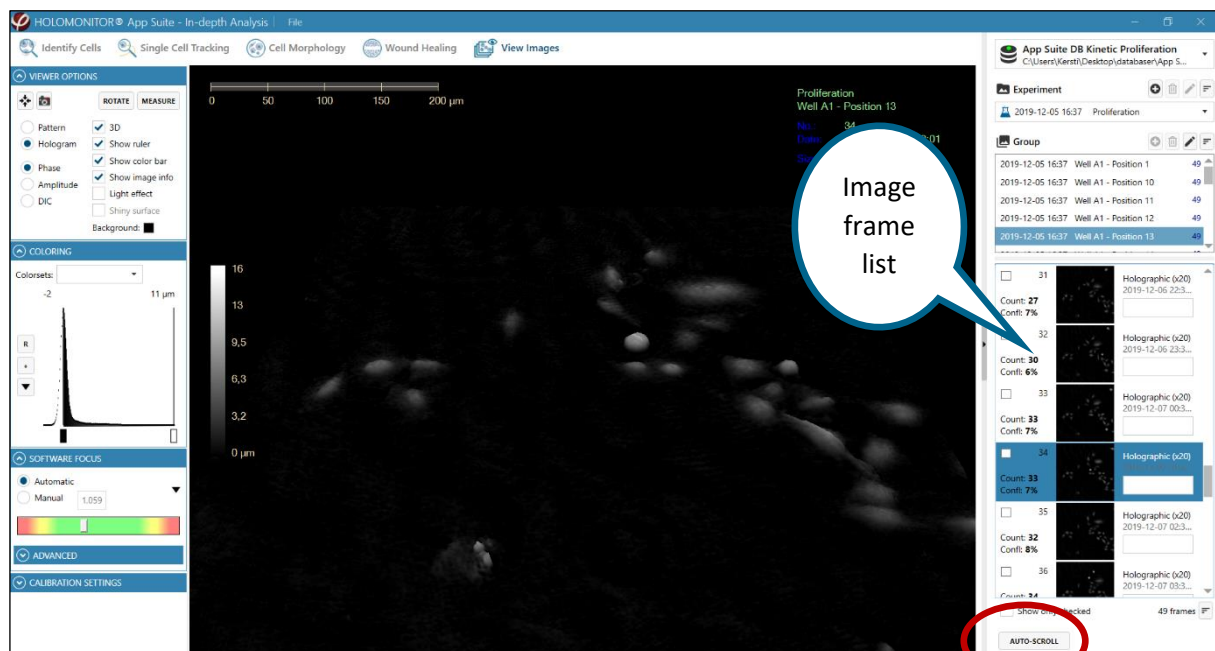 HOLOMONITOR® App Suite - In-depth Analysis File
Identify Cells Single Cell Tracking Cell Morphology Wound Healing View Images
VIEWER OPTIONS
ROTATE MEASURE
Pattern
Hologram
Phase
Amplitude
DIC
3D
Show ruler
Show color bar
Show image info
Light effect
Shiny surface
Background:
COLORING
Colorsets:
-2 11 µm
R
+
SOFTWARE FOCUS
Automatic
Manual 1.059
ADVANCED
CALIBRATION SETTINGS
0 50 100 150 200 µm
Proliferation
Well A1 - Position 13
No: 34
:01
16
13
9,5
6,3
3,2
0 µm
Image
frame
list
App Suite DB Kinetic Proliferation
C:\Users\Kersti\Desktop\databaser\App S...
Experiment
2019-12-05 16:37 Proliferation
Group
2019-12-05 16:37 Well A1 - Position 1 49
2019-12-05 16:37 Well A1 - Position 10 49
2019-12-05 16:37 Well A1 - Position 11 49
2019-12-05 16:37 Well A1 - Position 12 49
2019-12-05 16:37 Well A1 - Position 13 49
31 Holographic (x20)
2019-12-06 22:3...
Count: 27
Confl: 7%
32 Holographic (x20)
2019-12-06 23:3...
Count: 30
Confl: 6%
33 Holographic (x20)
2019-12-07 00:3...
Count: 33
Confl: 7%
34 Holographic (x20)
Count: 33
Confl: 7%
35 Holographic (x20)
2019-12-07 02:3...
Count: 32
Confl: 8%
36 Holographic (x20)
2019-12-07 03:3...
Count: 34
Show only checked 49 frames
AUTO-SCROLL